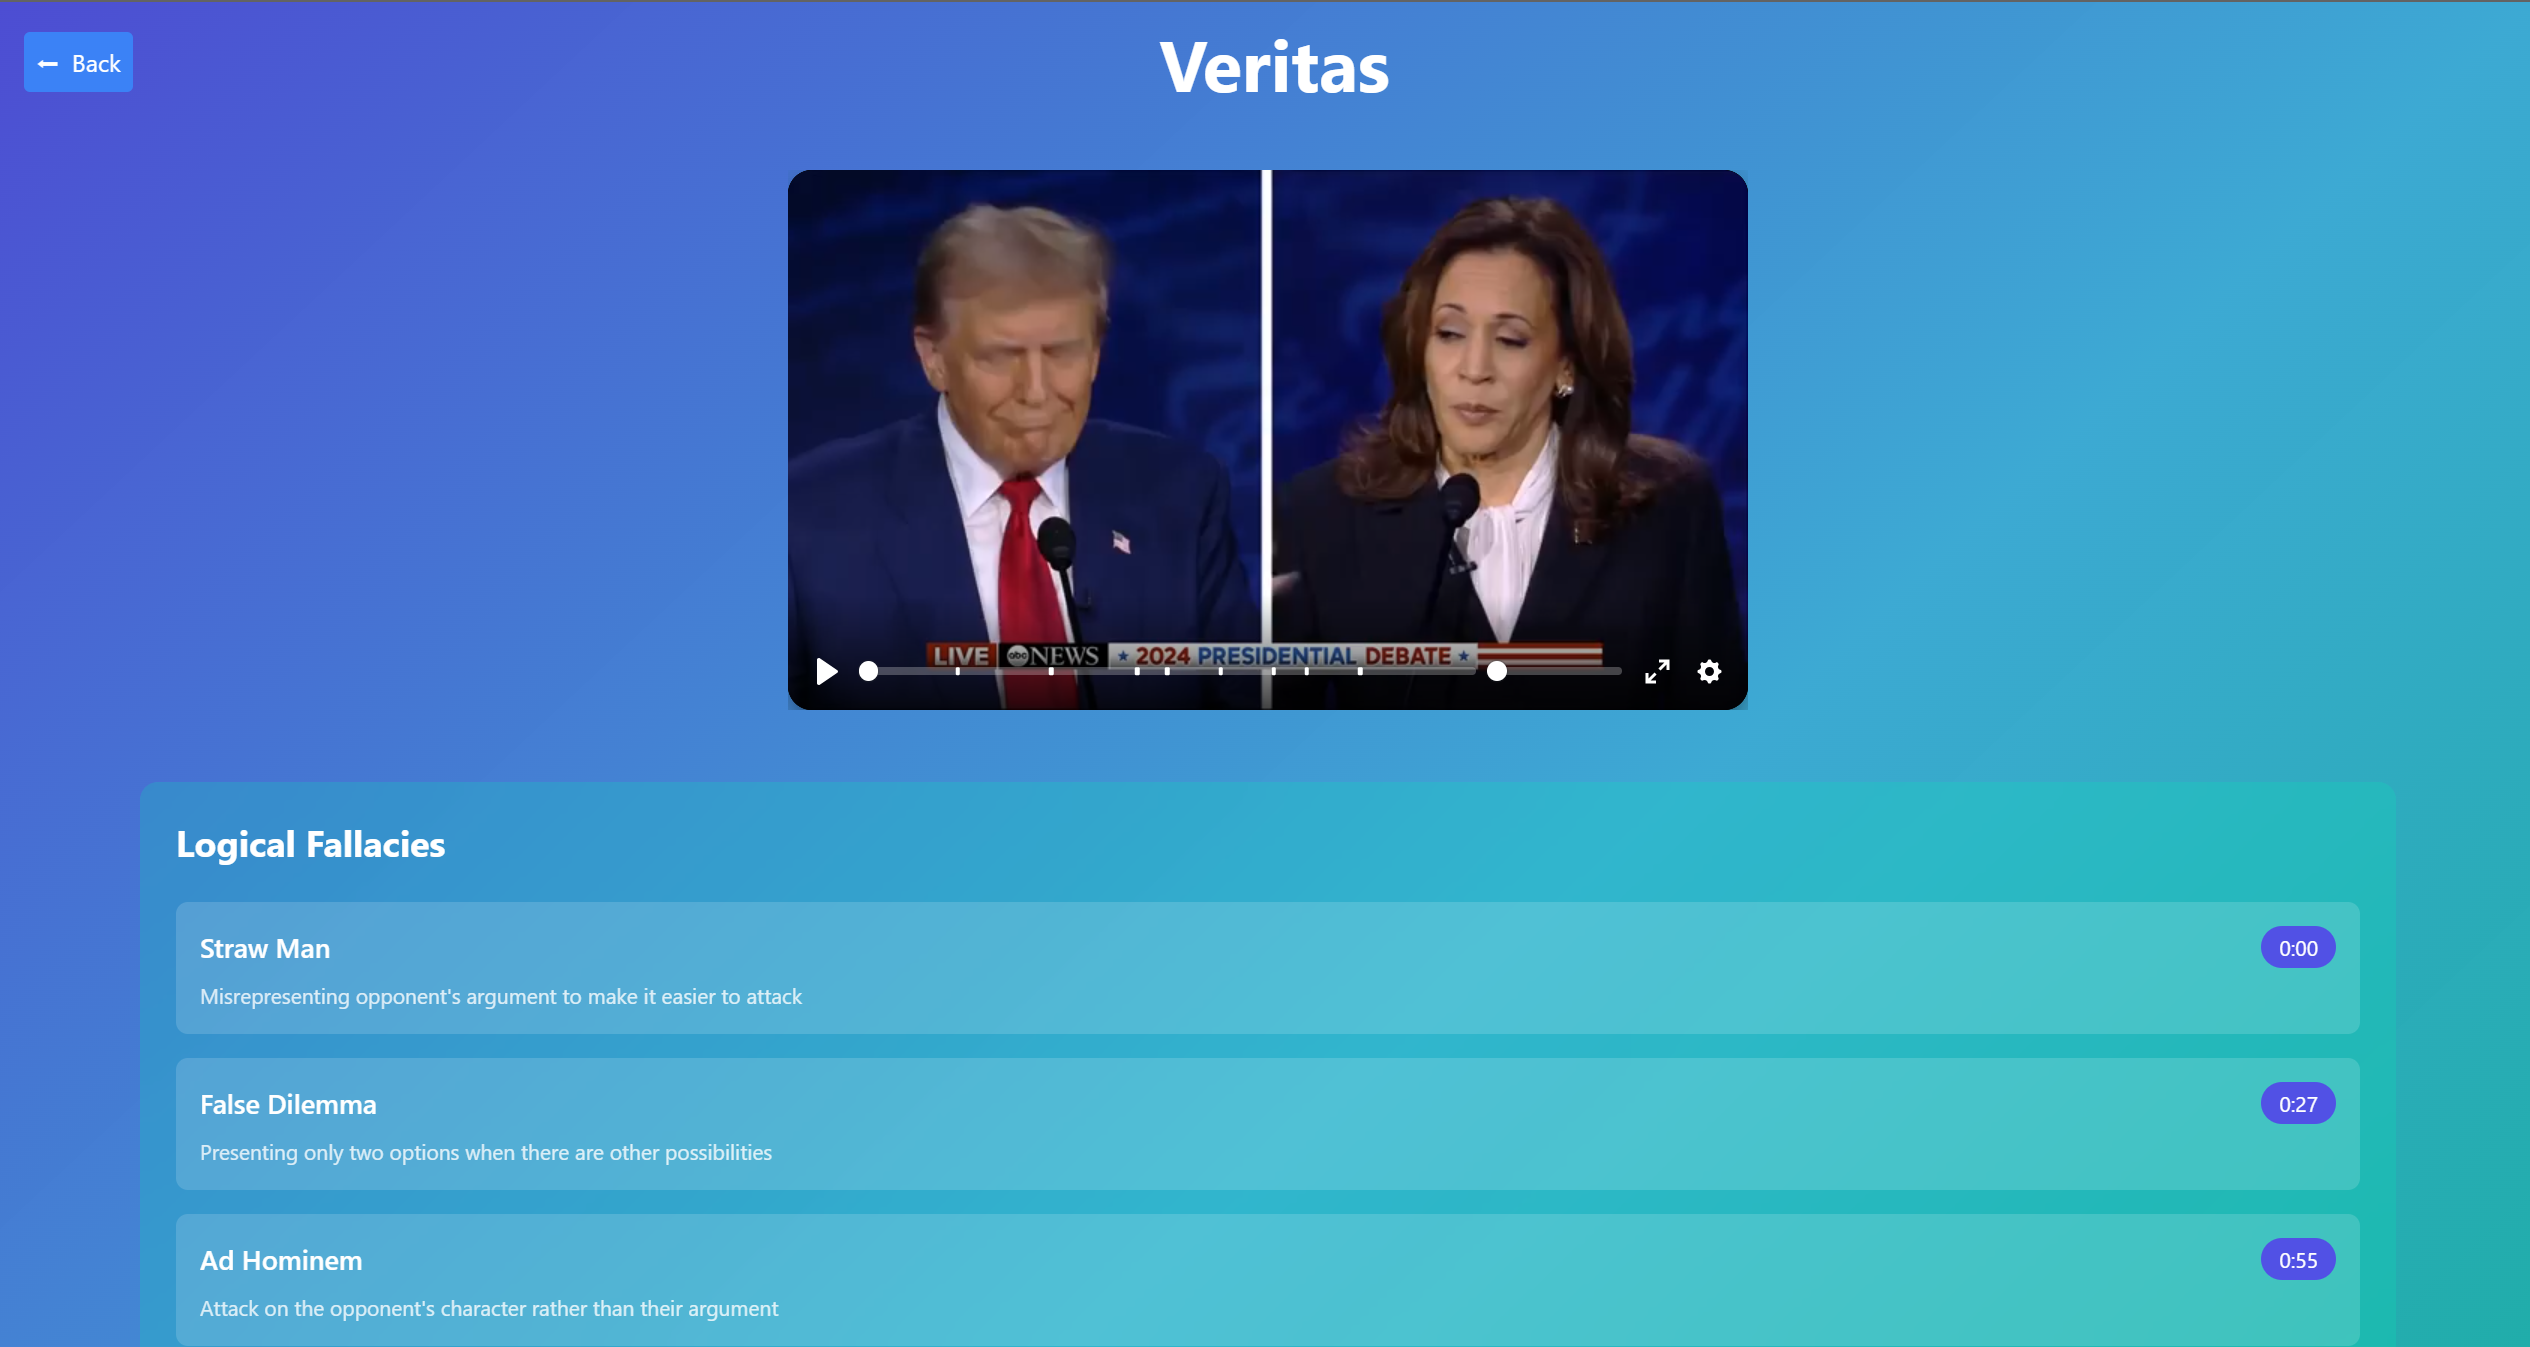 Back
Veritas
LIVE abc NEWS ★ 2024 PRESIDENTIAL DEBATE ★
Logical Fallacies
Straw Man
0:00
Misrepresenting opponent's argument to make it easier to attack
False Dilemma
0:27
Presenting only two options when there are other possibilities
Ad Hominem
0:55
Attack on the opponent's character rather than their argument